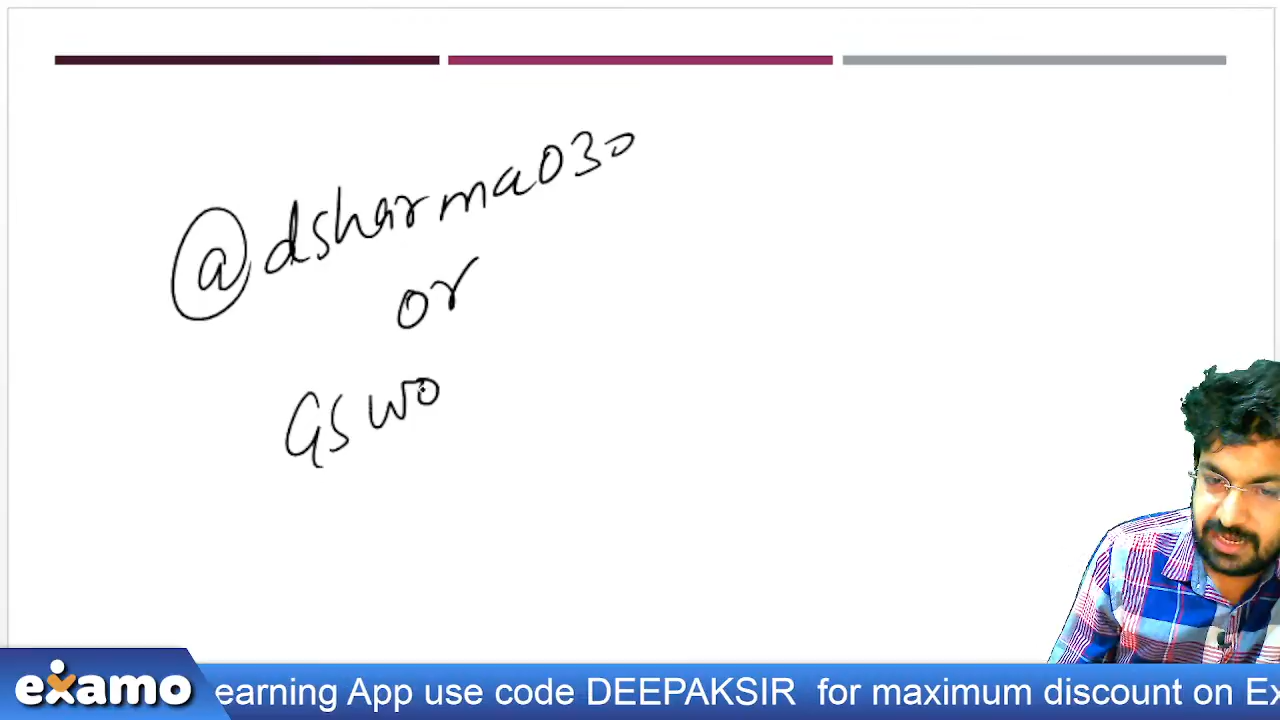 @dsharma030
or
GSWO
examo
earning App use code DEEPAKSIR for maximum discount on Ex